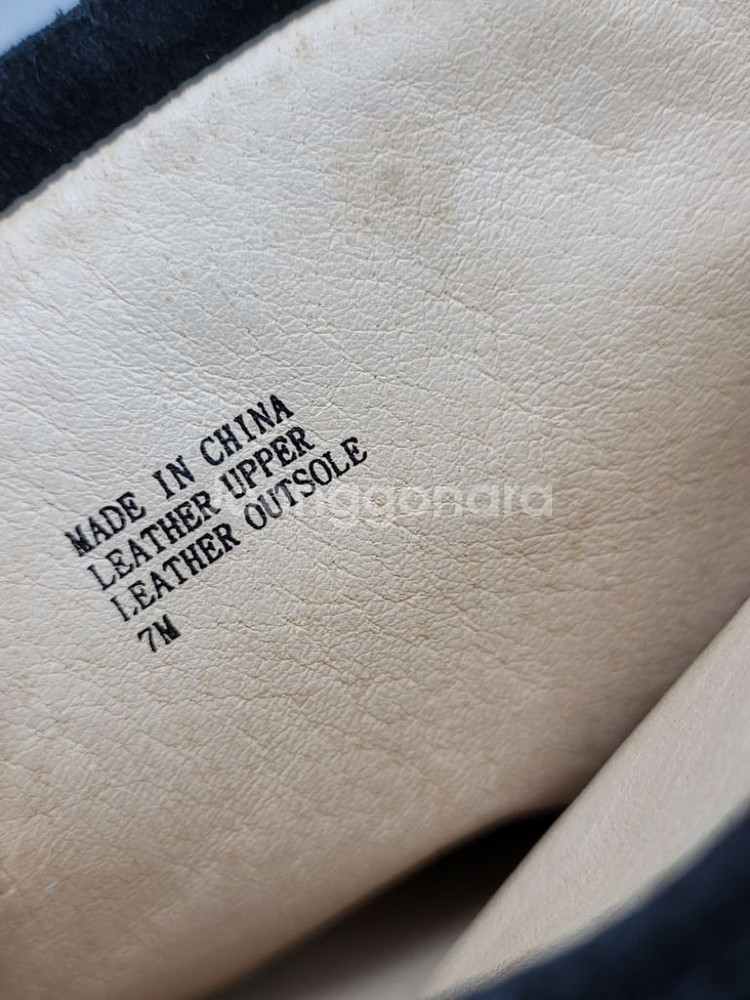 MADE IN CHINA
LEATHER UPPER
LEATHER OUTSOLE
7M